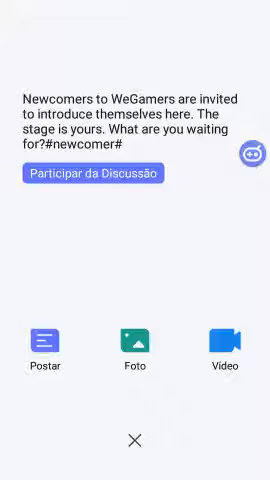 Newcomers to WeGamers are invited
to introduce themselves here. The
stage is yours. What are you waiting
for?#newcomer#
Participar da Discussão
Postar Foto Vídeo